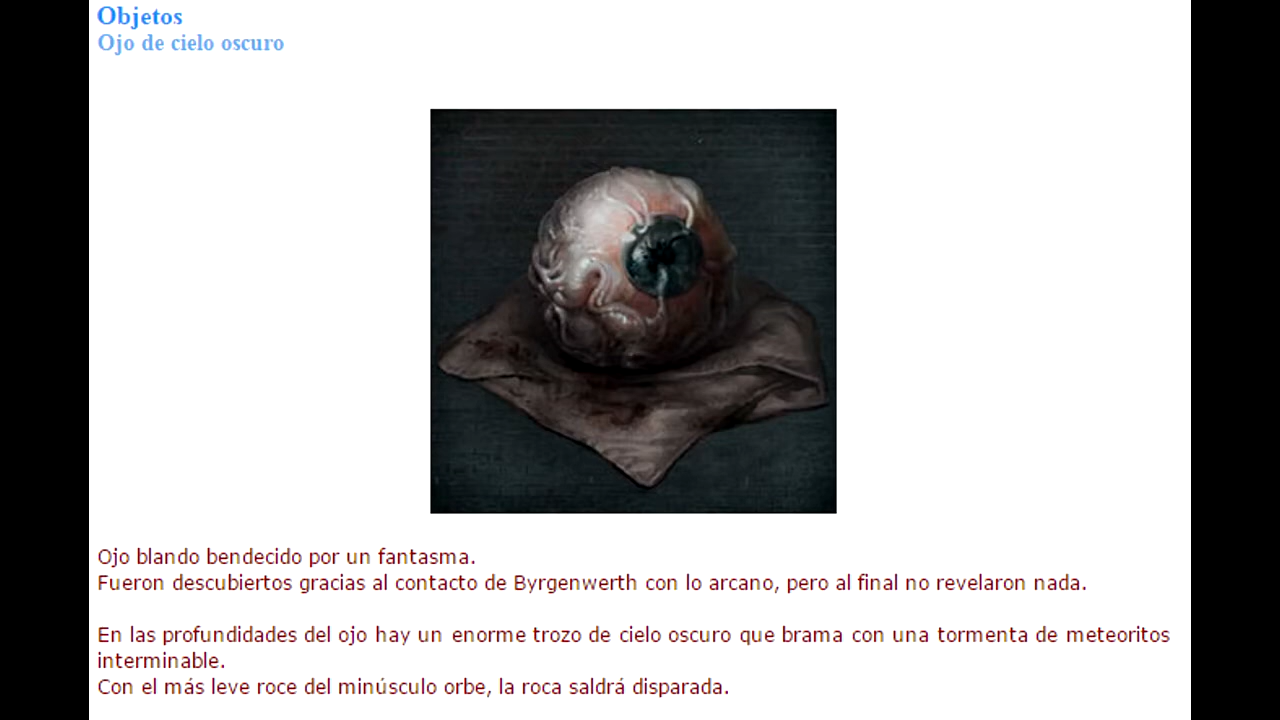 Objetos
Ojo de cielo oscuro
Ojo blando bendecido por un fantasma.
Fueron descubiertos gracias al contacto de Byrgenwerth con lo arcano, pero al final no revelaron nada.
En las profundidades del ojo hay un enorme trozo de cielo oscuro que brama con una tormenta de meteoritos
interminable.
Con el más leve roce del minúsculo orbe, la roca saldrá disparada.